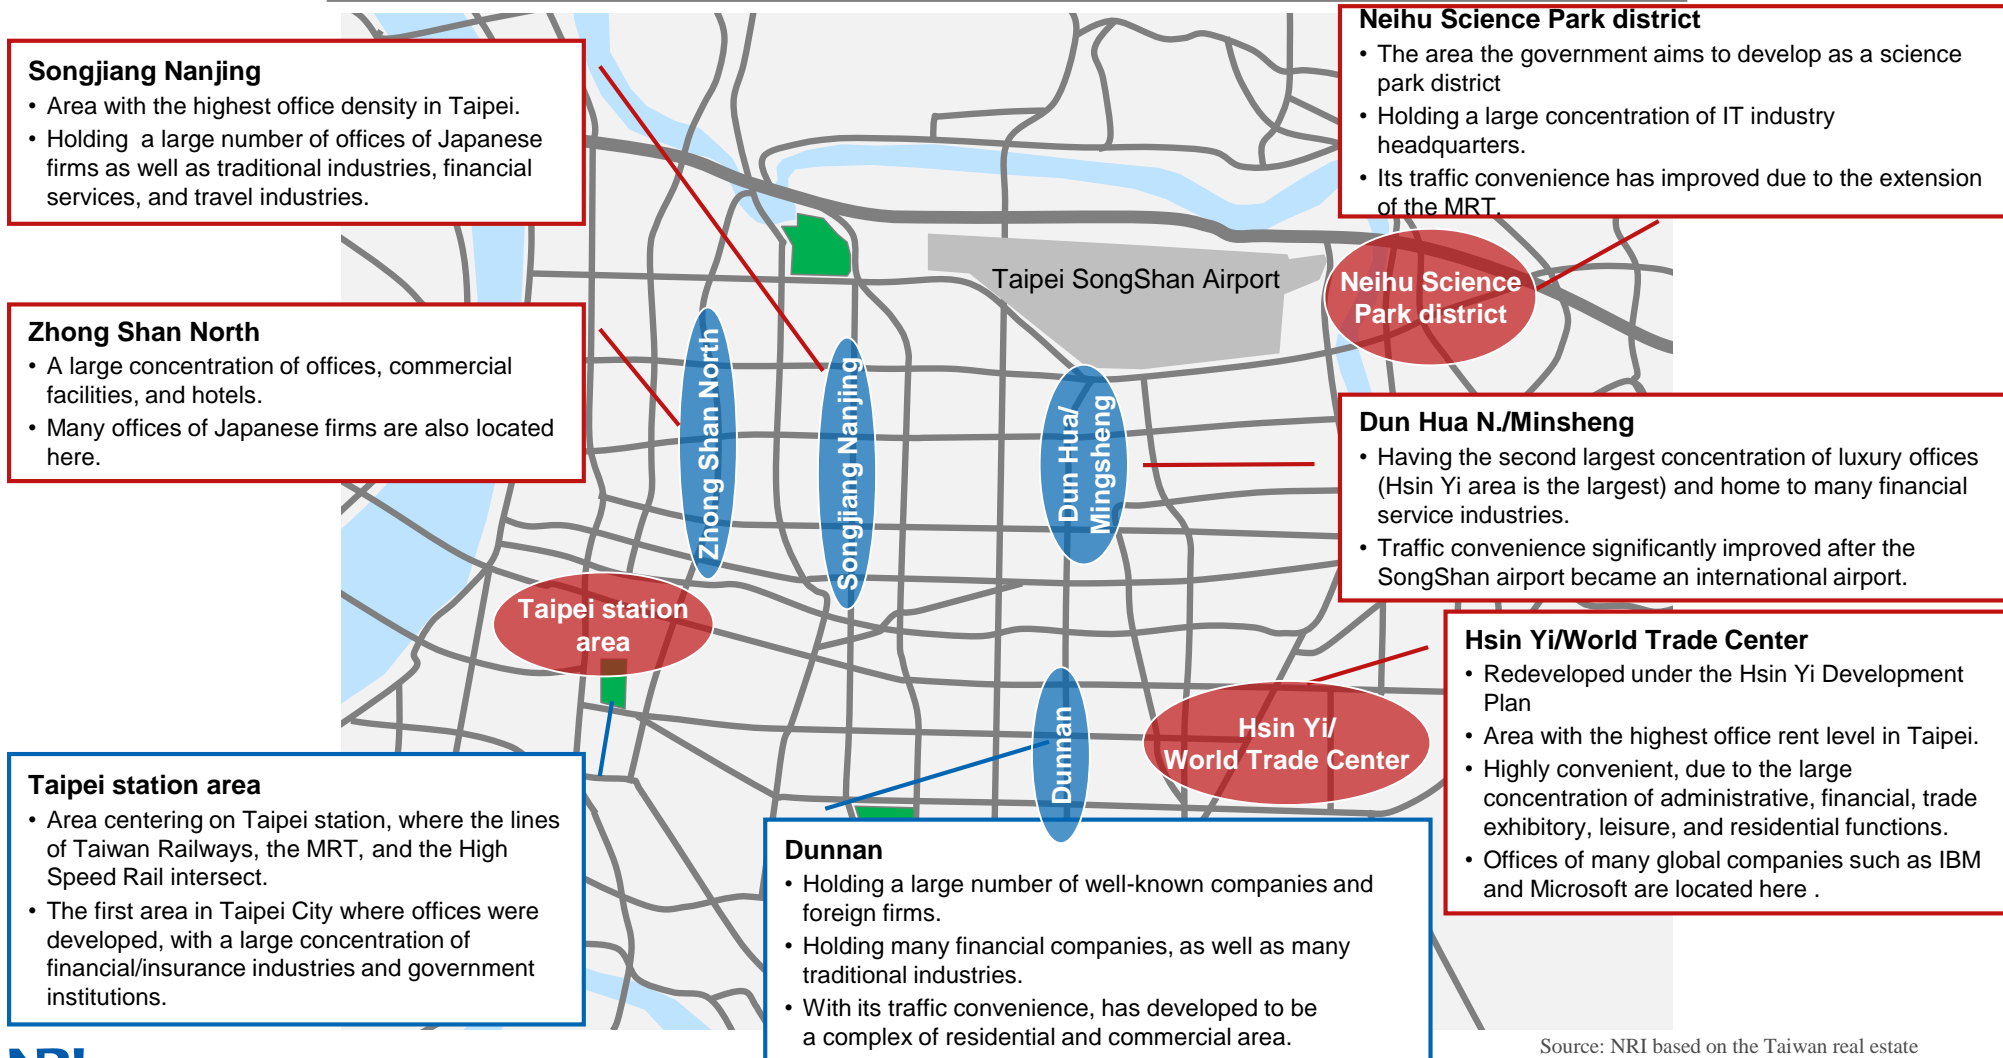 Songjiang Nanjing
• Area with the highest office density in Taipei.
• Holding a large number of offices of Japanese
firms as well as traditional industries, financial
services, and travel industries.
Zhong Shan North
• A large concentration of offices, commercial
facilities, and hotels.
• Many offices of Japanese firms are also located
here.
Taipei station area
• Area centering on Taipei station, where the lines
of Taiwan Railways, the MRT, and the High
Speed Rail intersect.
• The first area in Taipei City where offices were
developed, with a large concentration of
financial/insurance industries and government
institutions.
Taipei SongShan Airport
Neihu Science
Park district
Zhong Shan North
Songjiang Nanjing
Dun Hua/
Mingsheng
Taipei station
area
Dunnan
Hsin Yi/
World Trade Center
Neihu Science Park district
• The area the government aims to develop as a science
park district
• Holding a large concentration of IT industry
headquarters.
• Its traffic convenience has improved due to the extension
of the MRT.
Dun Hua N./Minsheng
• Having the second largest concentration of luxury offices
(Hsin Yi area is the largest) and home to many financial
service industries.
• Traffic convenience significantly improved after the
SongShan airport became an international airport.
Hsin Yi/World Trade Center
• Redeveloped under the Hsin Yi Development
Plan
• Area with the highest office rent level in Taipei.
• Highly convenient, due to the large
concentration of administrative, financial, trade
exhibitory, leisure, and residential functions.
• Offices of many global companies such as IBM
and Microsoft are located here .
Dunnan
• Holding a large number of well-known companies and
foreign firms.
• Holding many financial companies, as well as many
traditional industries.
• With its traffic convenience, has developed to be
a complex of residential and commercial area.
NRI
Source: NRI based on the Taiwan real estate